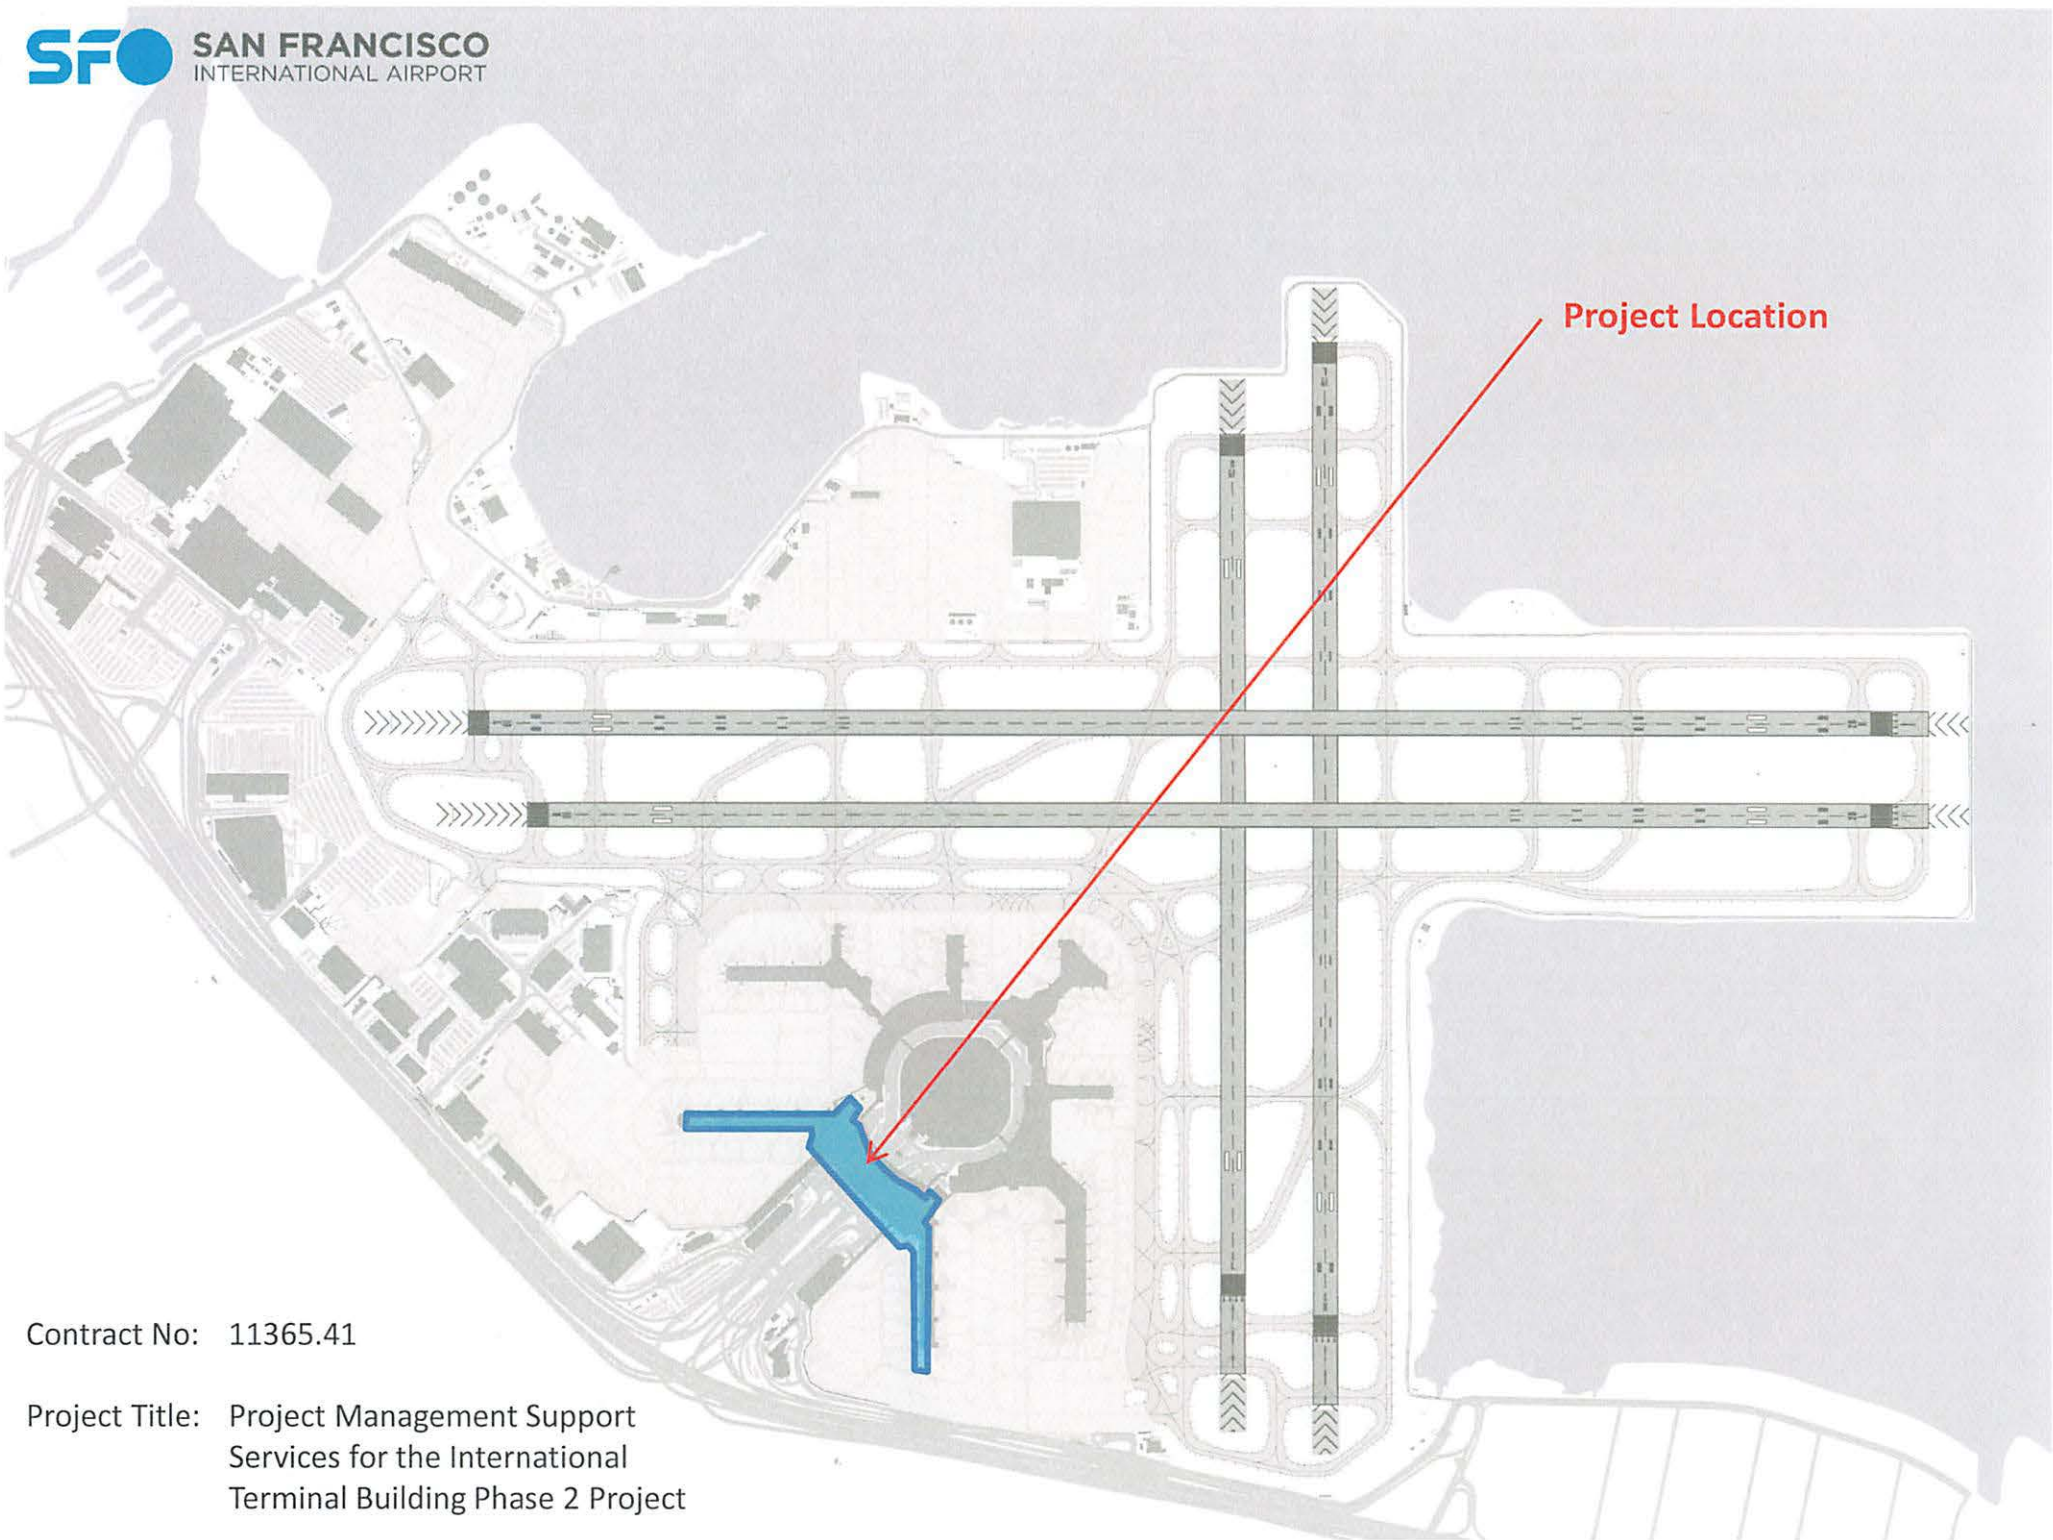 SFO SAN FRANCISCO
INTERNATIONAL AIRPORT
Project Location
Contract No: 11365.41
Project Title: Project Management Support
Services for the International
Terminal Building Phase 2 Project